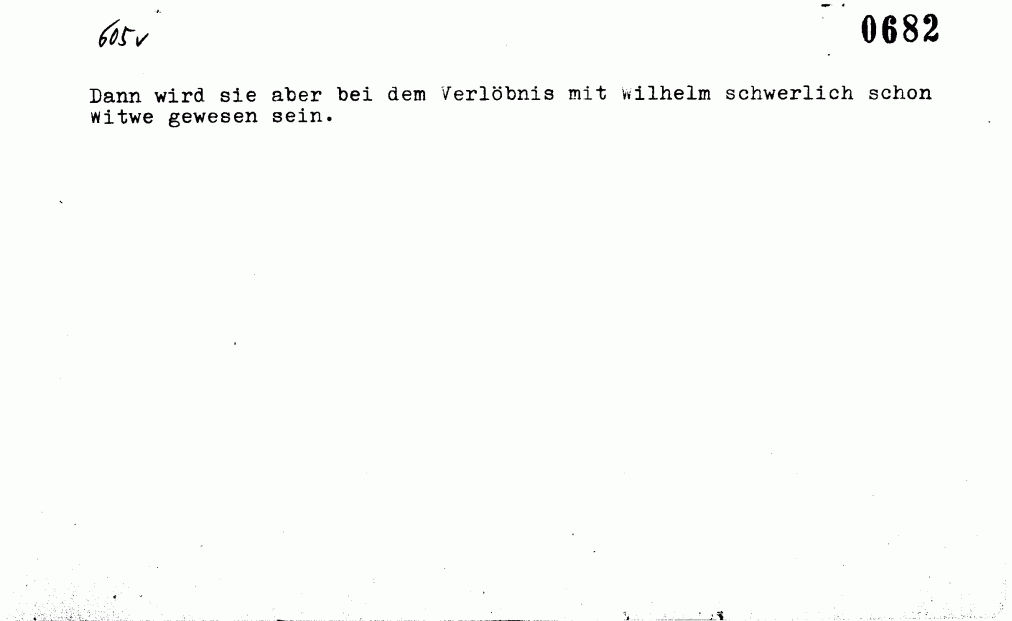 605v
0682
Dann wird sie aber bei dem Verlöbnis mit Wilhelm schwerlich schon
Witwe gewesen sein.